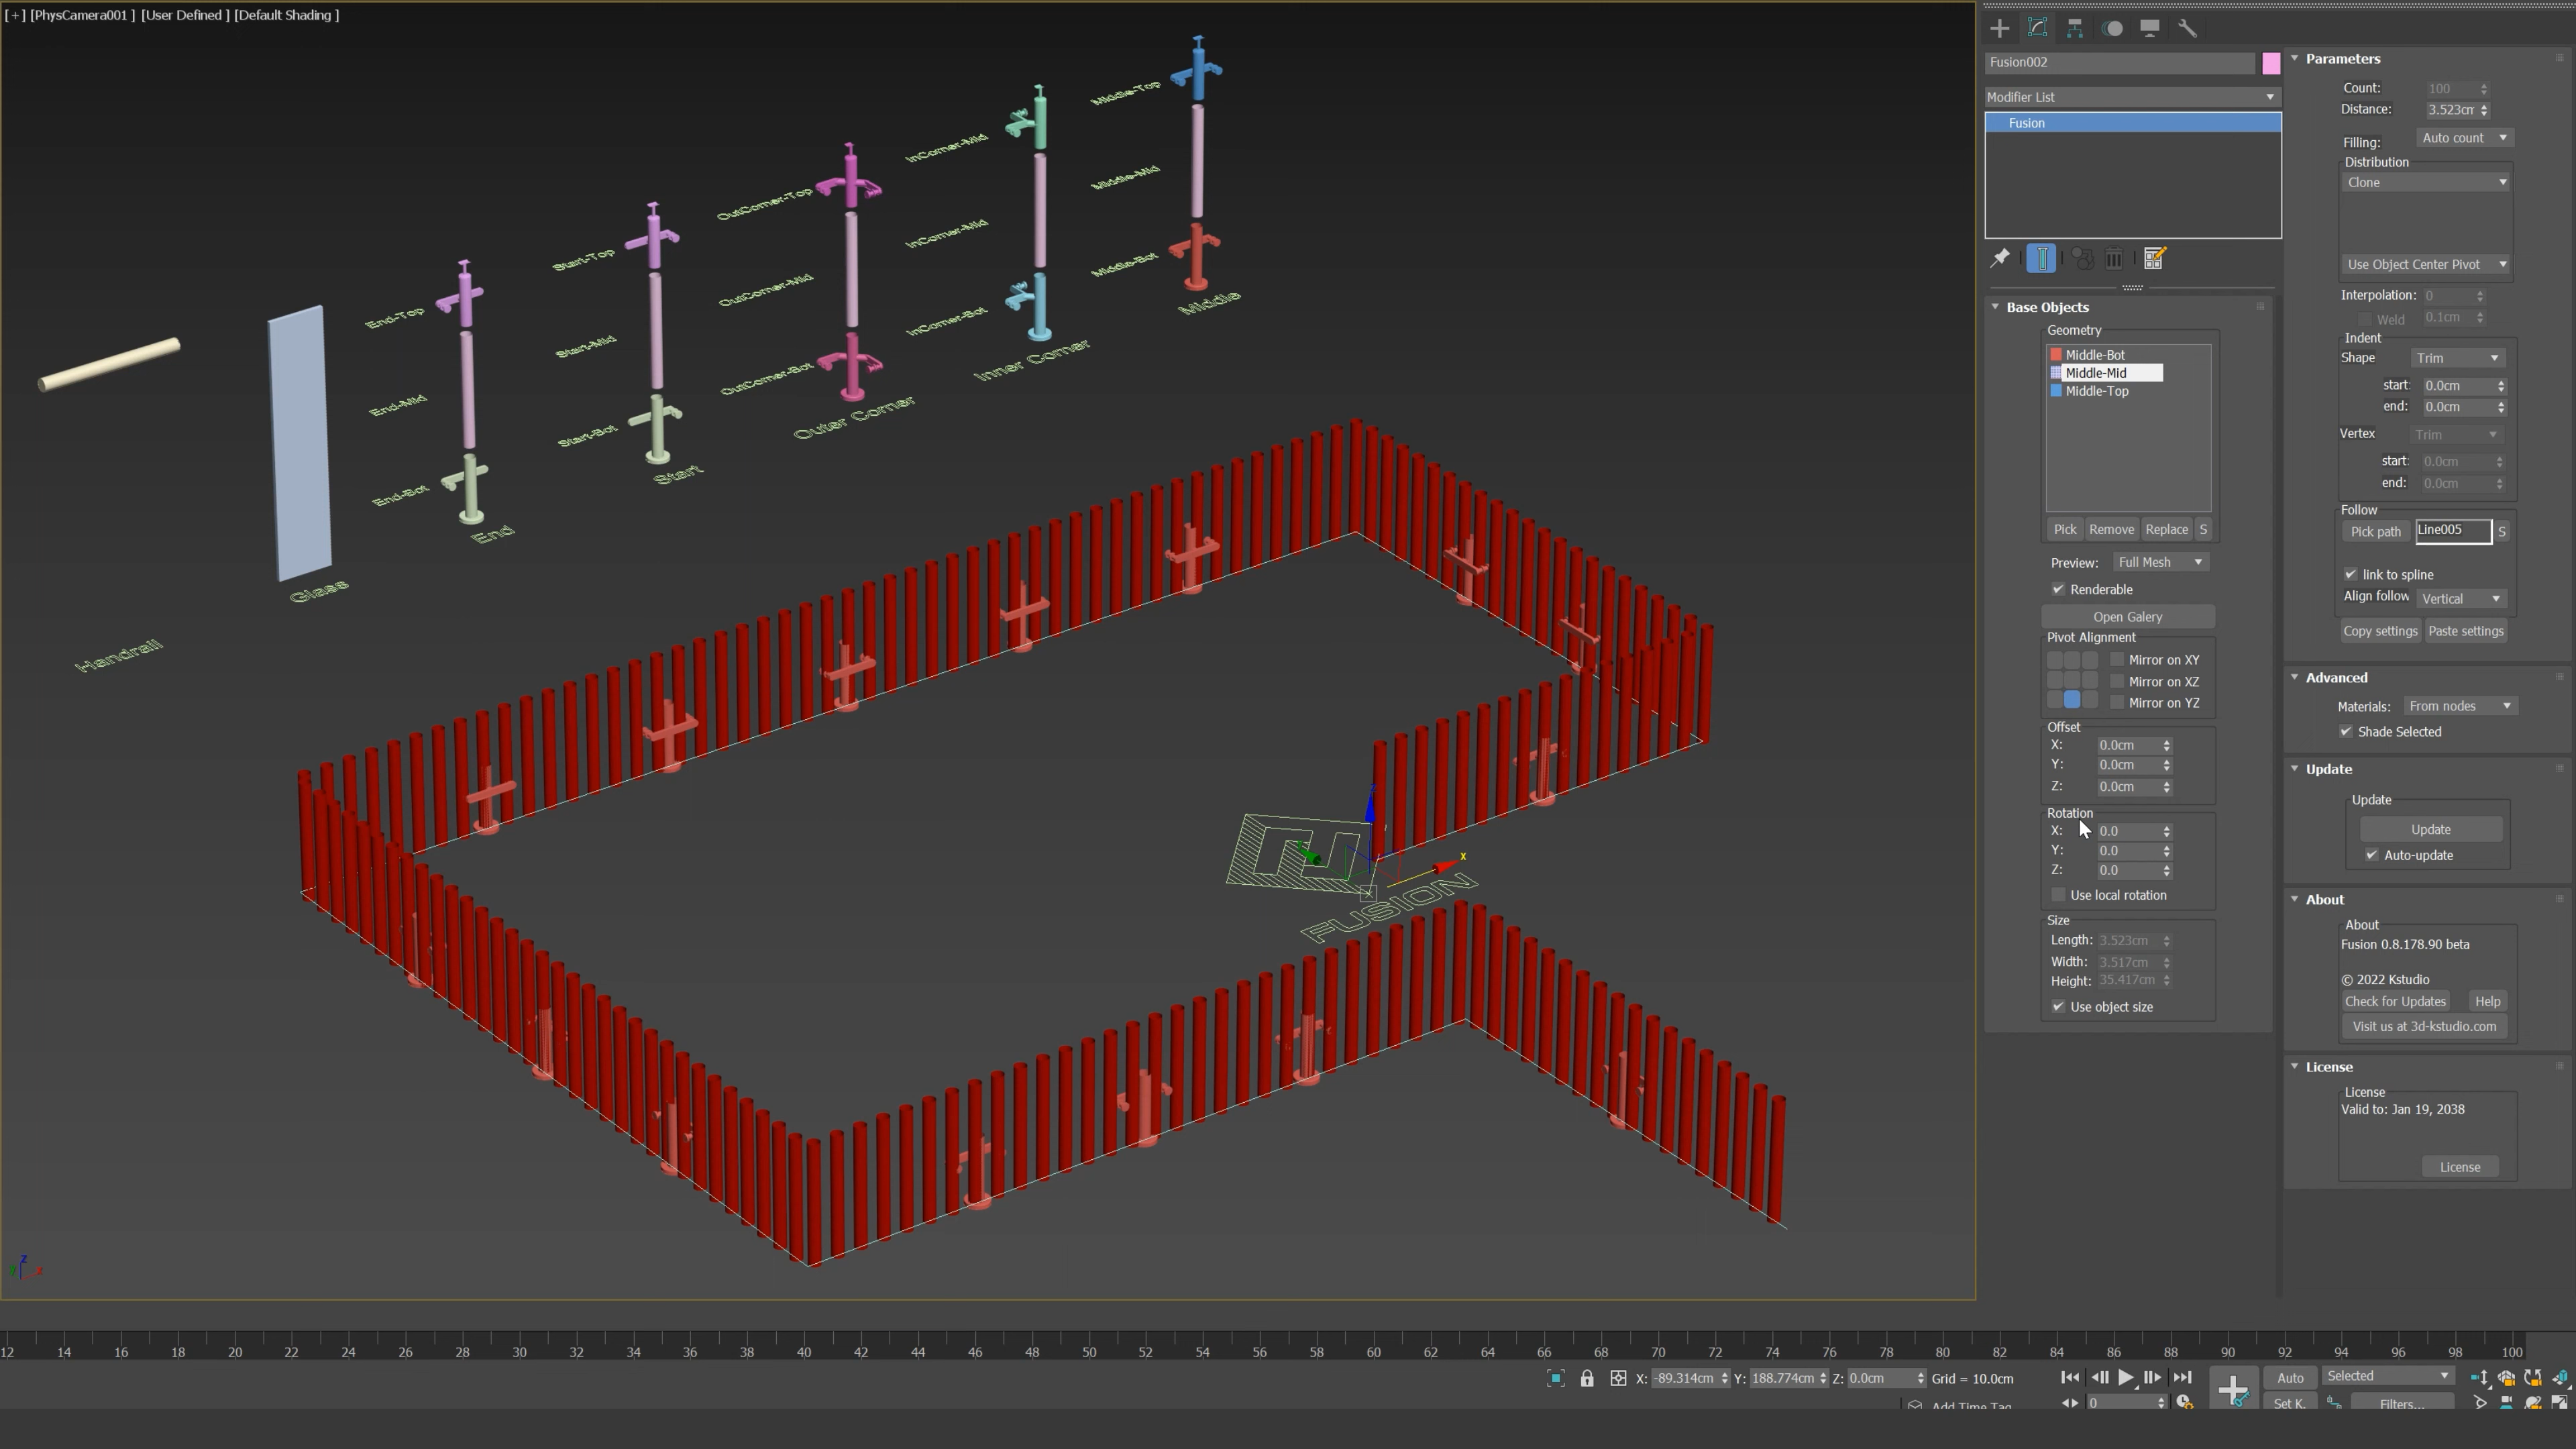 [ + ] [PhysCamera001 ] [User Defined ] [Default Shading ]
Middle-Top
Middle-Mid
Middle-Bot
Middle
InCorner-Mid
InCorner-Mid
InCorner-Bot
Inner Corner
OutCorner-Top
OutCorner-Mid
OutCorner-Bot
Outer Corner
Start-Top
Start-Mid
Start-Bot
Start
End-Top
End-Mid
End-Bot
End
Glass
Handrail
FUSION
x
z
x
Fusion002
Modifier List
Fusion
Base Objects
Geometry
Middle-Bot
Middle-Mid
Middle-Top
Pick Remove Replace S
Preview: Full Mesh
Renderable
Open Galery
Pivot Alignment
Mirror on XY
Mirror on XZ
Mirror on YZ
Offset
X: 0.0cm
Y: 0.0cm
Z: 0.0cm
Rotation
X: 0.0
Y: 0.0
Z: 0.0
Use local rotation
Size
Length: 3.523cm
Width: 3.517cm
Height: 35.417cm
Use object size
Parameters
Count: 100
Distance: 3.523cm
Filling: Auto count
Distribution
Clone
Use Object Center Pivot
Interpolation: 0
Weld 0.1cm
Indent
Shape Trim
start: 0.0cm
end: 0.0cm
Vertex Trim
start: 0.0cm
end: 0.0cm
Follow
Pick path Line005 S
link to spline
Align follow Vertical
Copy settings Paste settings
Advanced
Materials: From nodes
Shade Selected
Update
Update
Update
Auto-update
About
About
Fusion 0.8.178.90 beta
© 2022 Kstudio
Check for Updates Help
Visit us at 3d-kstudio.com
License
License
Valid to: Jan 19, 2038
License
12 14 16 18 20 22 24 26 28 30 32 34 36 38 40 42 44 46 48 50 52 54 56 58 60 62 64 66 68 70 72 74 76 78 80 82 84 86 88 90 92 94 96 98 100
X: -89.314cm Y: 188.774cm Z: 0.0cm Grid = 10.0cm Auto Selected
Add Time Tag 0 Set K. Filters...